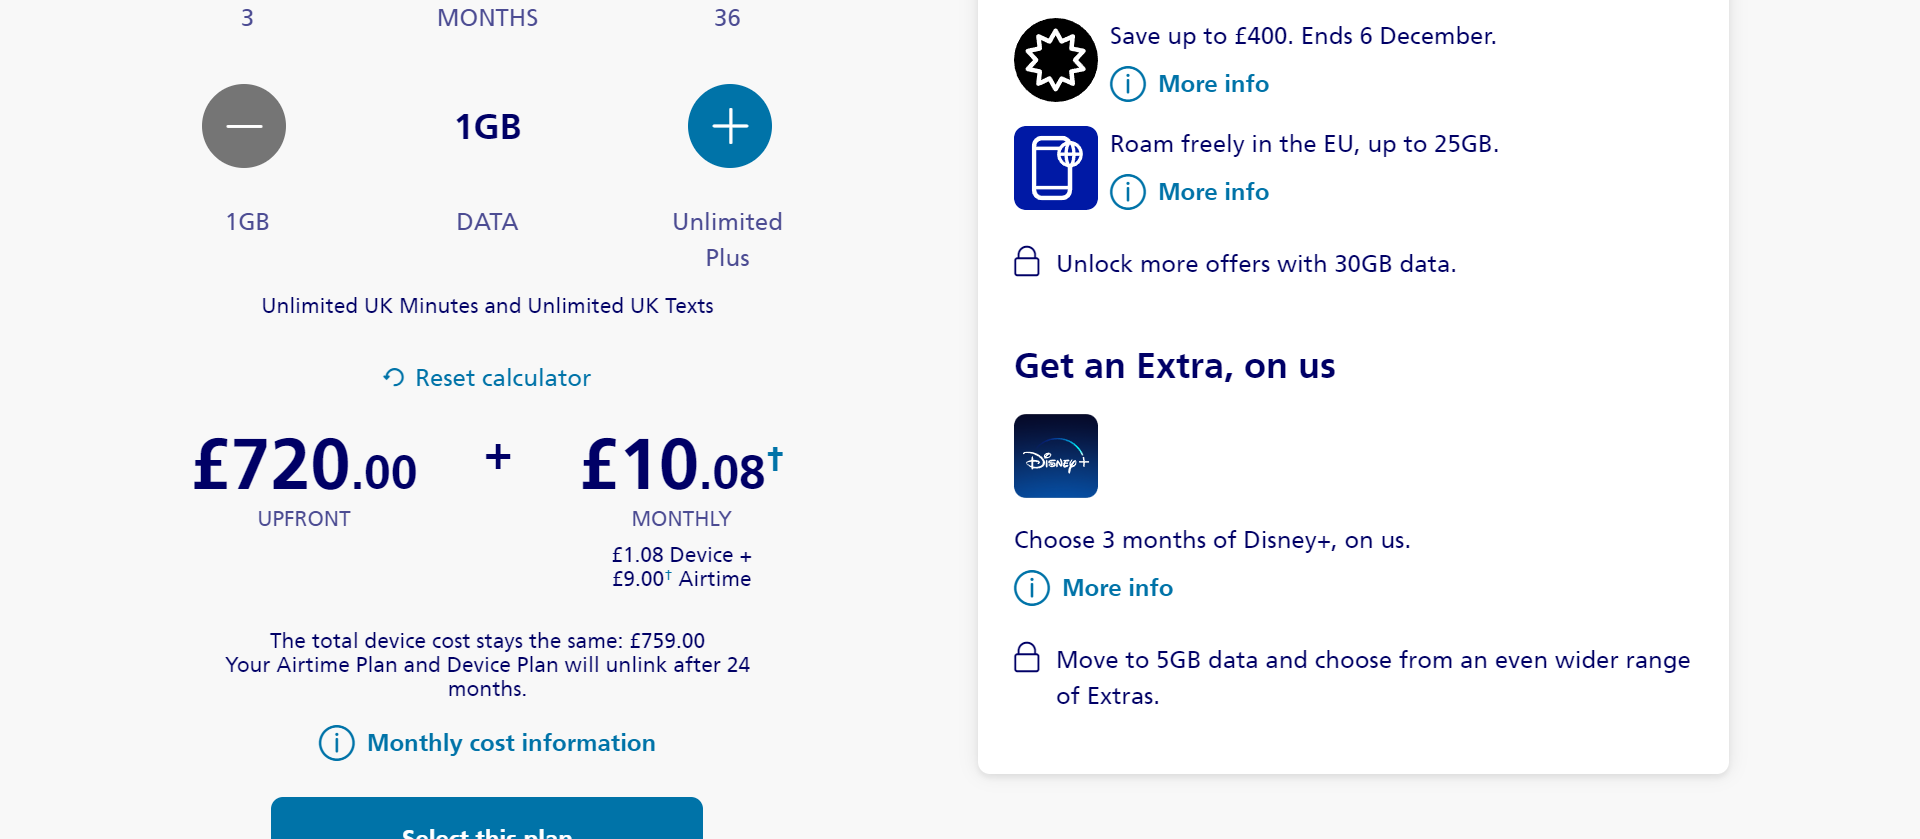 3 MONTHS 36
1GB
1GB DATA Unlimited
Plus
Unlimited UK Minutes and Unlimited UK Texts
Reset calculator
£720.00 + £10.08†
UPFRONT MONTHLY
£1.08 Device +
£9.00† Airtime
The total device cost stays the same: £759.00
Your Airtime Plan and Device Plan will unlink after 24
months.
Monthly cost information
Select this plan
Save up to £400. Ends 6 December.
More info
Roam freely in the EU, up to 25GB.
More info
Unlock more offers with 30GB data.
Get an Extra, on us
Disney+
Choose 3 months of Disney+, on us.
More info
Move to 5GB data and choose from an even wider range
of Extras.